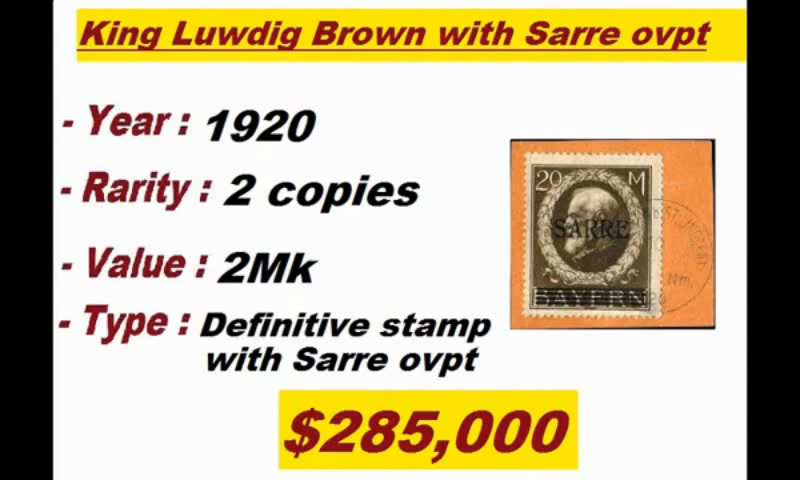 King Luwdig Brown with Sarre ovpt
- Year : 1920
- Rarity : 2 copies
- Value : 2Mk
- Type : Definitive stamp
with Sarre ovpt
$285,000
20 M
SARRE
BAYERN